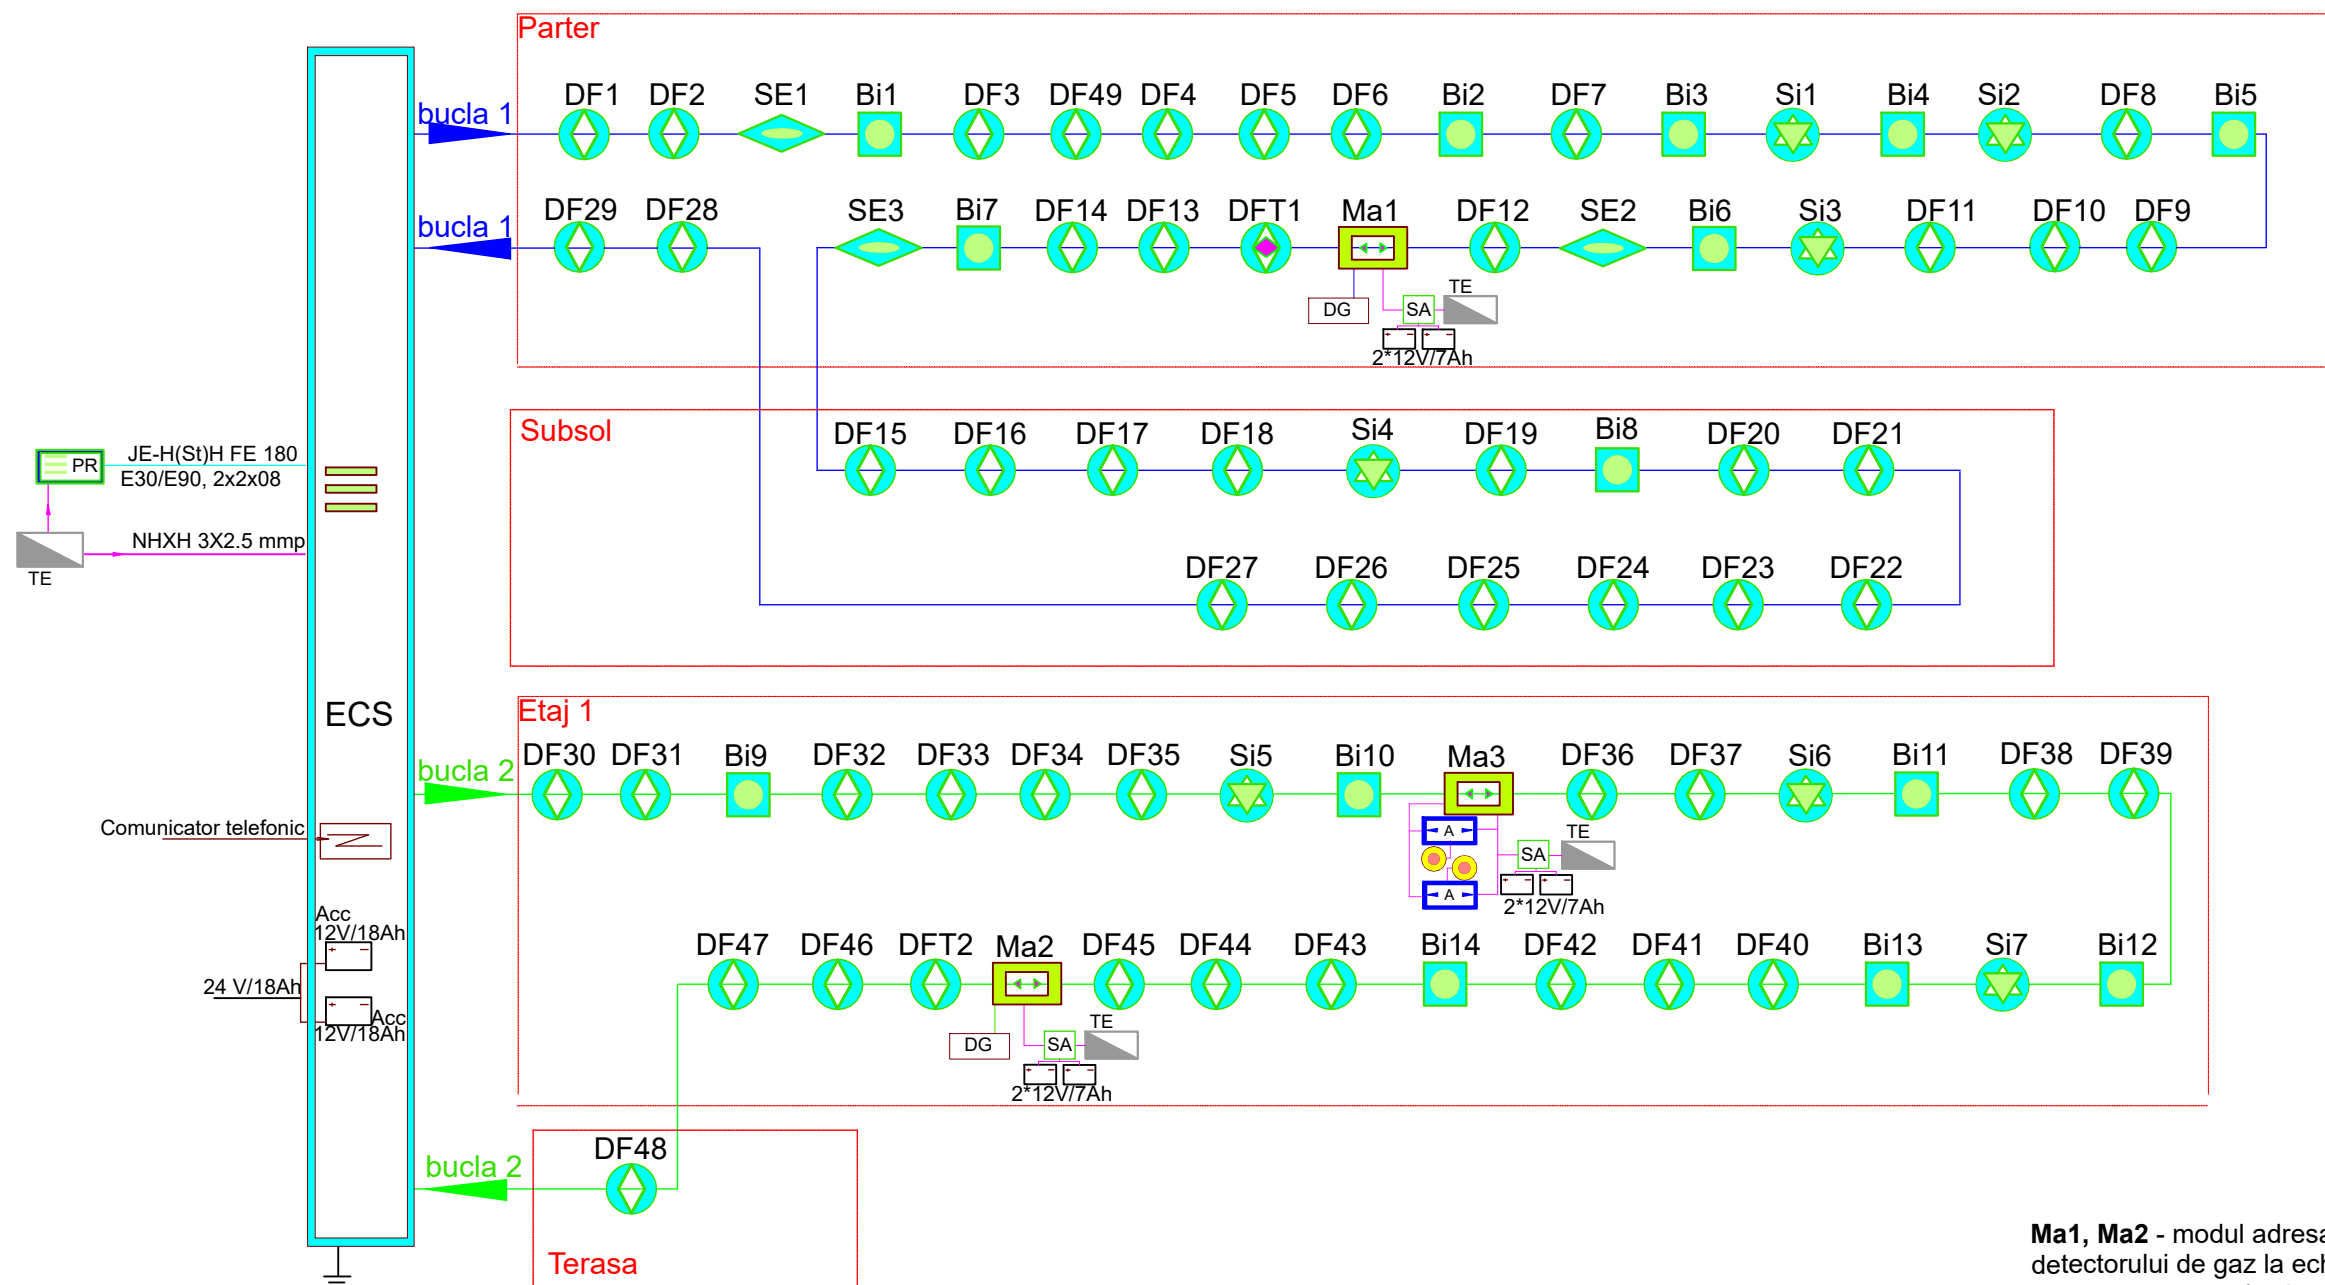 Parter
DF1 DF2 SE1 Bi1 DF3 DF49 DF4 DF5 DF6 Bi2 DF7 Bi3 Si1 Bi4 Si2 DF8 Bi5
bucla 1
DF29 DF28 SE3 Bi7 DF14 DF13 DFT1 Ma1 DF12 SE2 Bi6 Si3 DF11 DF10 DF9
bucla 1
DG SA TE
2*12V/7Ah
Subsol
DF15 DF16 DF17 DF18 Si4 DF19 Bi8 DF20 DF21
PR JE-H(St)H FE 180
E30/E90, 2x2x08
NHXH 3X2.5 mmp
TE
DF27 DF26 DF25 DF24 DF23 DF22
ECS
Etaj 1
DF30 DF31 Bi9 DF32 DF33 DF34 DF35 Si5 Bi10 Ma3 DF36 DF37 Si6 Bi11 DF38 DF39
bucla 2
Comunicator telefonic
A SA TE
A
2*12V/7Ah
Acc
12V/18Ah
24 V/18Ah
Acc
12V/18Ah
DF47 DF46 DFT2 Ma2 DF45 DF44 DF43 Bi14 DF42 DF41 DF40 Bi13 Si7 Bi12
DG SA TE
2*12V/7Ah
DF48
bucla 2
Terasa
Ma1, Ma2 - modul adresa
detectorului de gaz la ech